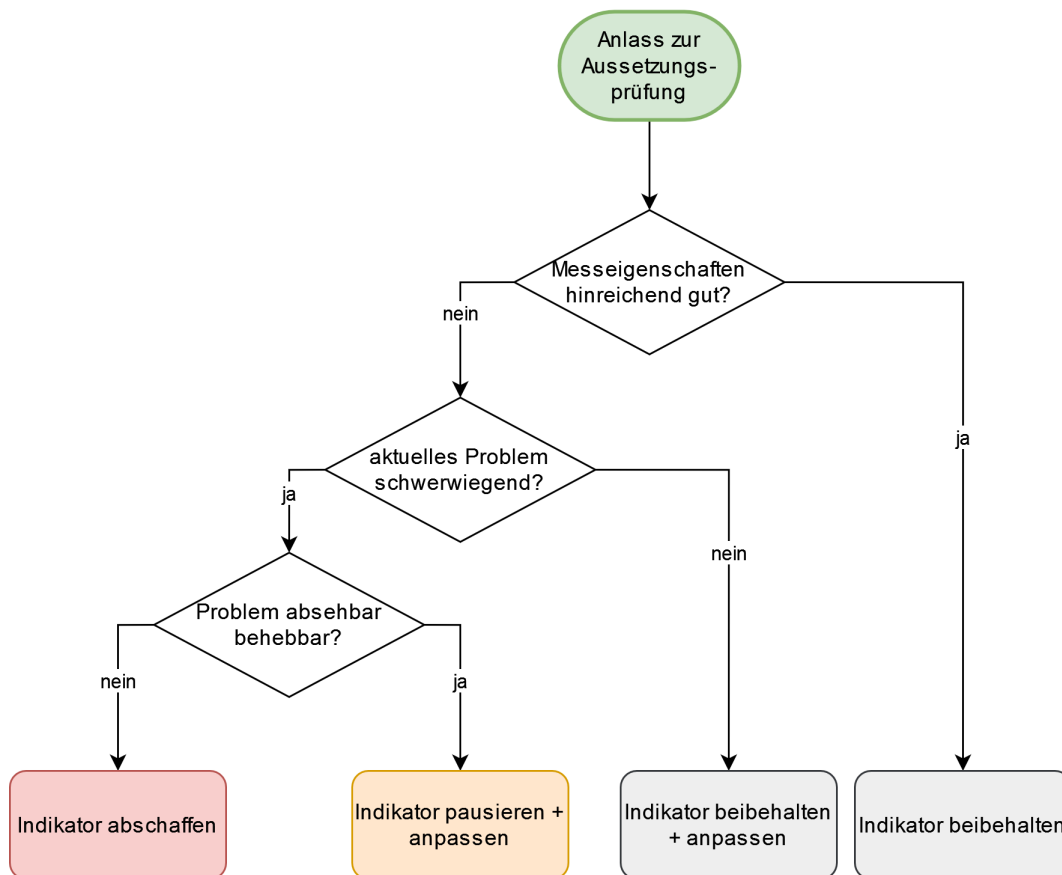 Anlass zur
Aussetzungs-
prüfung
Messeigenschaften
hinreichend gut?
nein
ja
aktuelles Problem
schwerwiegend?
ja
nein
Problem absehbar
behebbar?
nein
ja
Indikator abschaffen
Indikator pausieren +
anpassen
Indikator beibehalten
+ anpassen
Indikator beibehalten